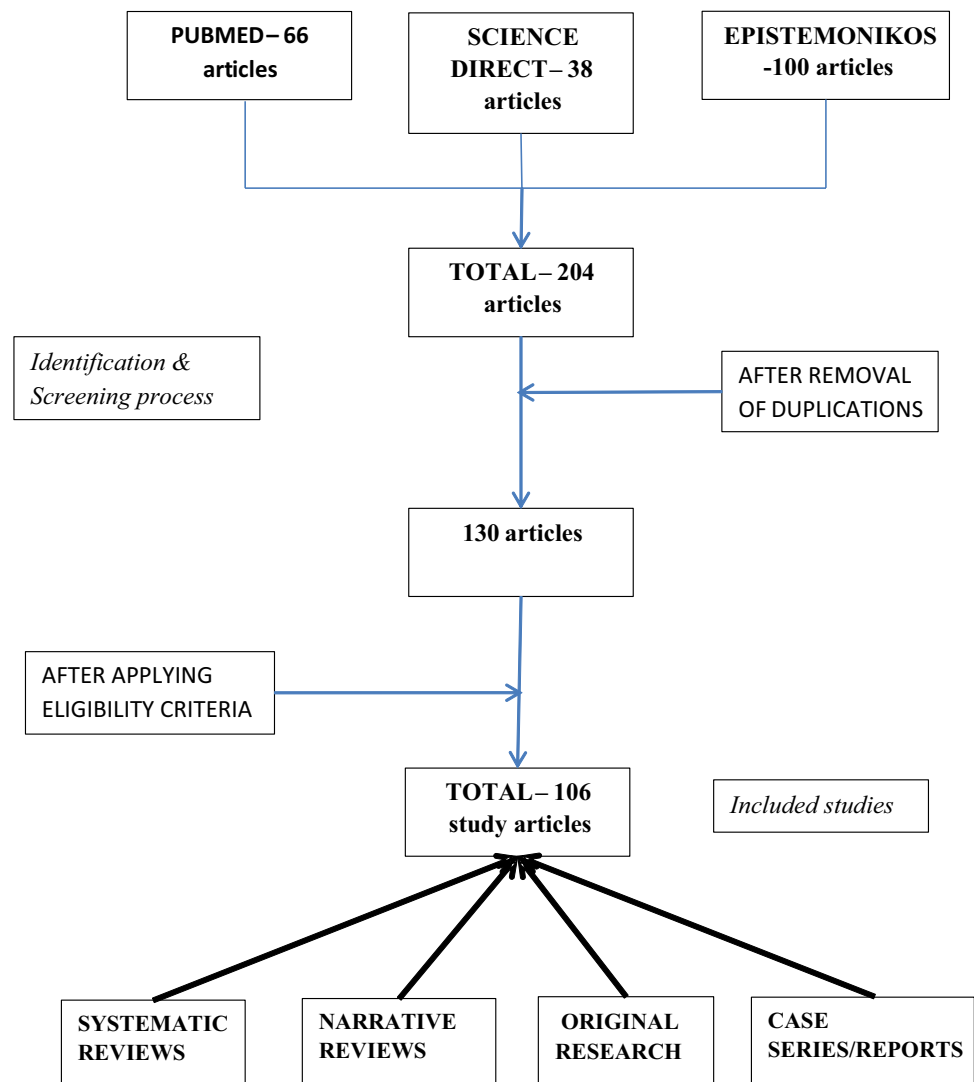 PUBMED – 66
articles
SCIENCE
DIRECT – 38
articles
EPISTEMONIKOS
-100 articles
TOTAL – 204
articles
Identification &
Screening process
AFTER REMOVAL
OF DUPLICATIONS
130 articles
AFTER APPLYING
ELIGIBILITY CRITERIA
TOTAL – 106
study articles
Included studies
SYSTEMATIC
REVIEWS
NARRATIVE
REVIEWS
ORIGINAL
RESEARCH
CASE
SERIES/REPORTS